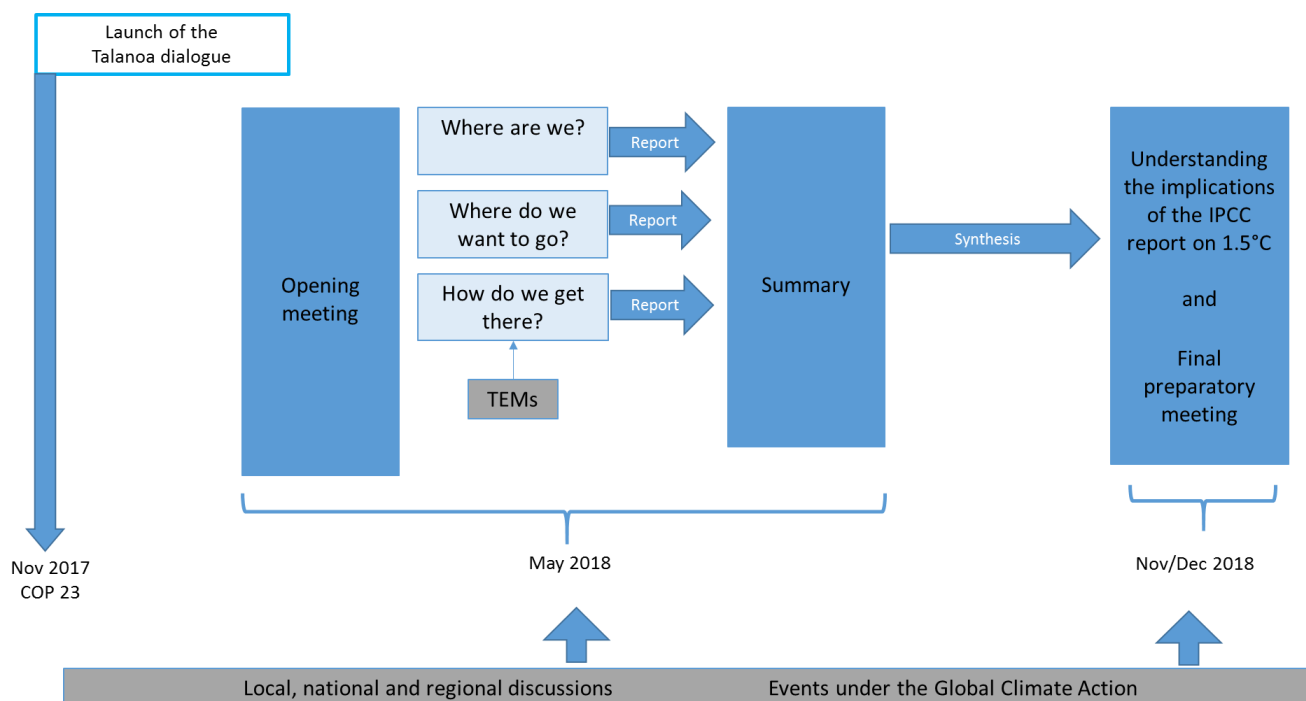 Launch of the
Talanoa dialogue
Nov 2017
COP 23
Opening
meeting
Where are we?
Report
Where do we
want to go?
Report
How do we get
there?
Report
TEMs
Summary
Synthesis
Understanding
the implications
of the IPCC
report on 1.5°C
and
Final
preparatory
meeting
May 2018
Nov/Dec 2018
Local, national and regional discussions
Events under the Global Climate Action